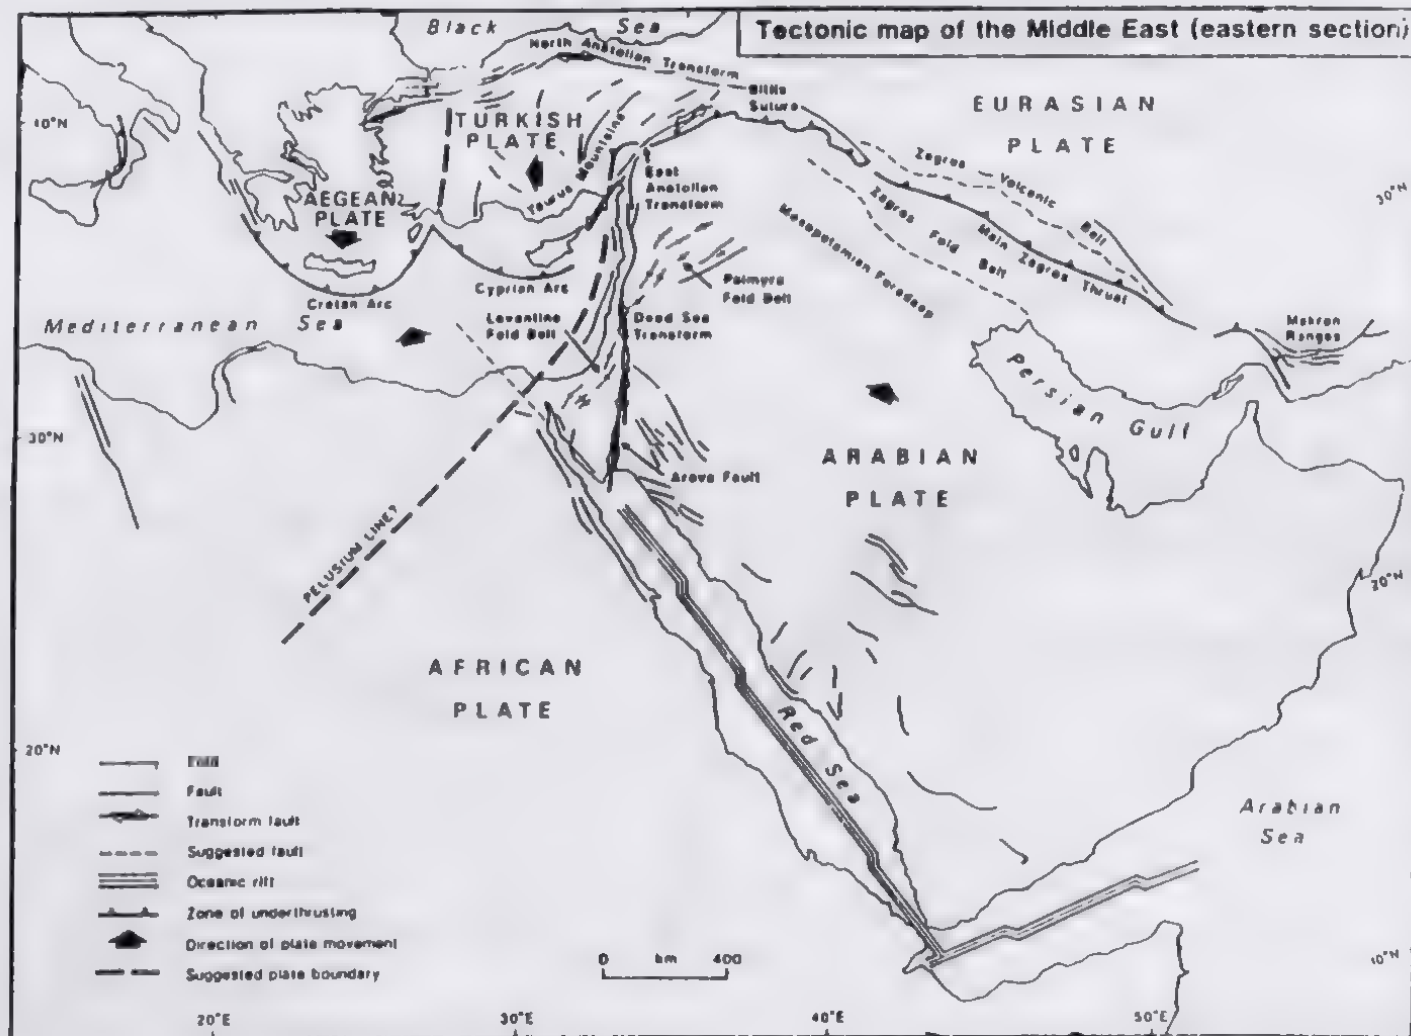 Tectonic map of the Middle East (eastern section)
Black Sea
North Anatolian Transform
Bitlis
Suture
EURASIAN
PLATE
40°N
TURKISH
PLATE
Taurus Mountains
East
Anatolian
Transform
Zagros Volcanic Belt
30°N
AEGEAN
PLATE
Zagros Fold Belt
Main Zagros Thrust
Mesopotamian Foredeep
Palmyra
Fold Belt
Cretan Arc
Cyprian Arc
Mediterranean Sea
Levantine
Fold Belt
Dead Sea
Transform
Makran
Ranges
Persian Gulf
30°N
ARABIAN
PLATE
Arava Fault
PELUSIUM LINE?
20°N
AFRICAN
PLATE
Red Sea
20°N
Arabian
Sea
Fold
Fault
Transform fault
Suggested fault
Oceanic rift
Zone of underthrusting
Direction of plate movement
Suggested plate boundary
0 km 400
10°N
20°E 30°E 40°E 50°E